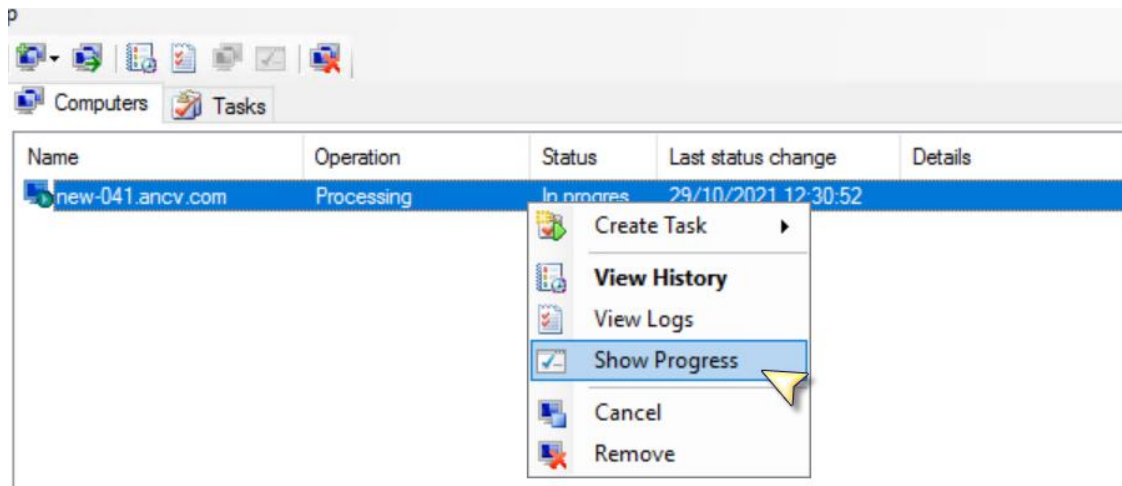 Computers Tasks
Name Operation Status Last status change Details
new-041.ancv.com Processing In progres 29/10/2021 12:30:52
Create Task
View History
View Logs
Show Progress
Cancel
Remove